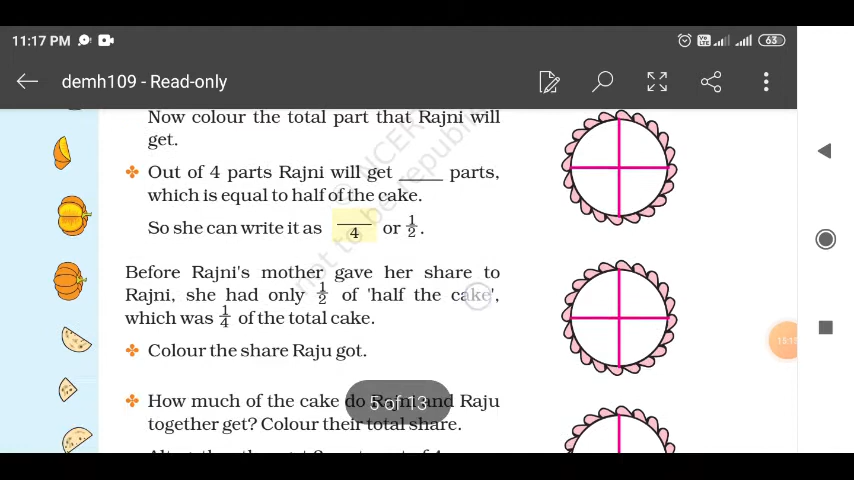 11:17 PM
63
demh109 - Read-only
Now colour the total part that Rajni will
get.
Out of 4 parts Rajni will get _____ parts,
which is equal to half of the cake.
So she can write it as __/4 or 1/2.
Before Rajni's mother gave her share to
Rajni, she had only 1/2 of 'half the cake',
which was 1/4 of the total cake.
Colour the share Raju got.
How much of the cake do Rajni and Raju
together get? Colour their total share.
5 of 13